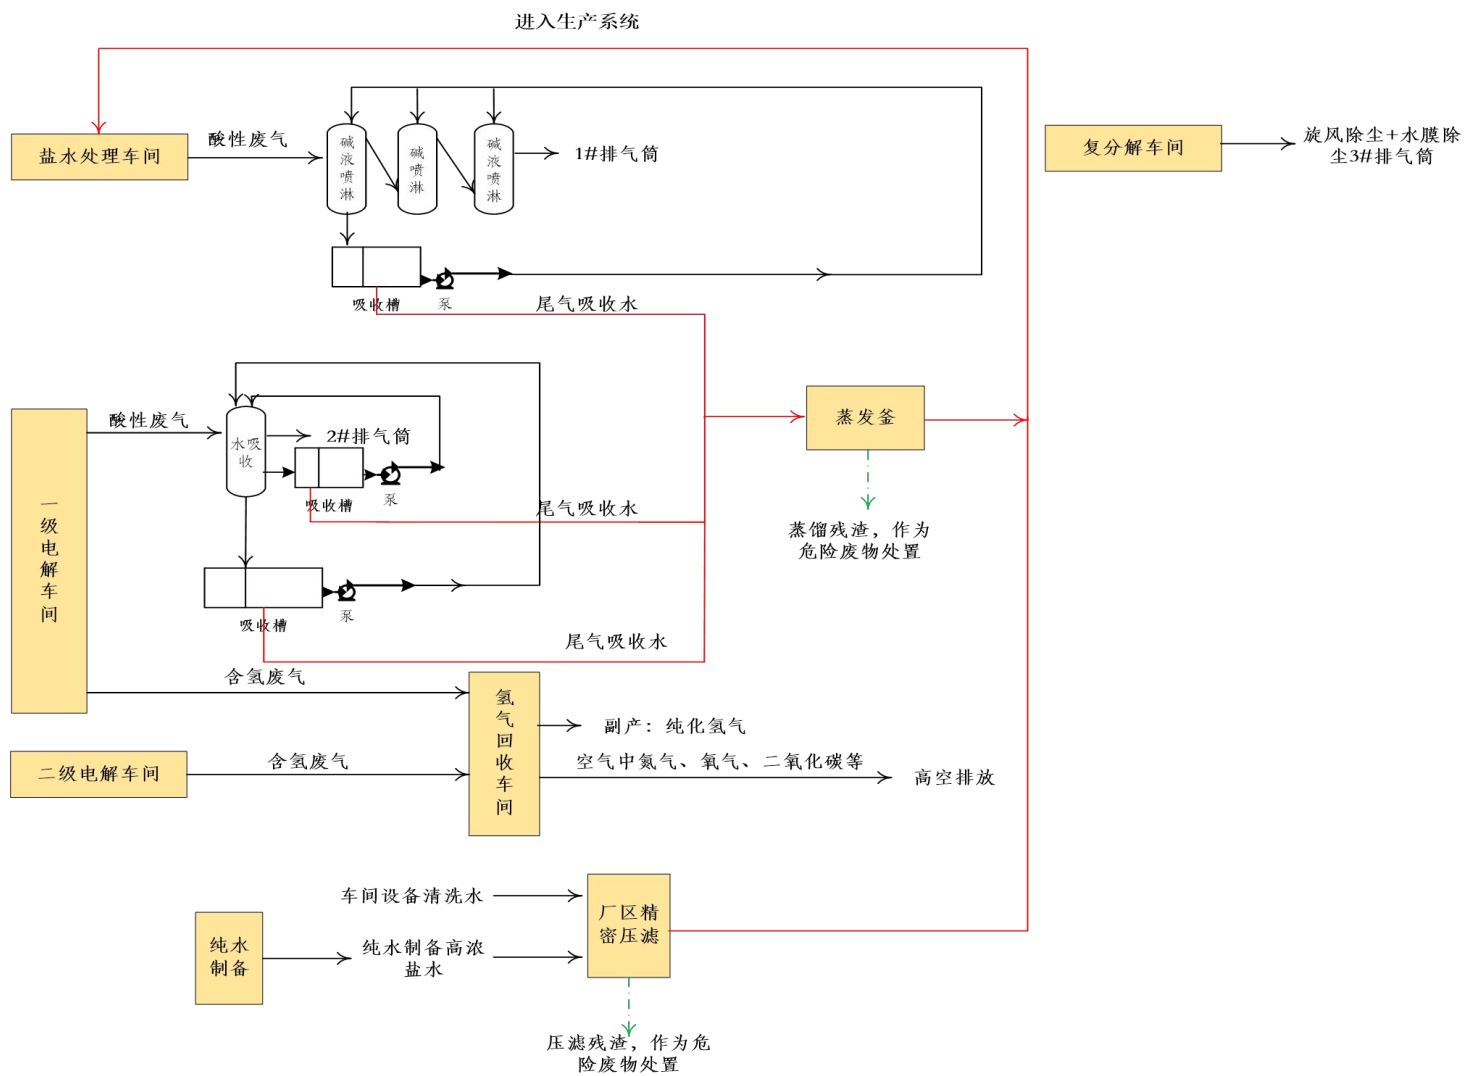 进入生产系统
盐水处理车间
酸性废气
碱
液
喷
淋
碱
喷
淋
碱
液
喷
淋
1#排气筒
复分解车间
旋风除尘+水膜除
尘3#排气筒
吸收槽
泵
尾气吸收水
一
级
电
解
车
间
酸性废气
水吸
收
2#排气筒
吸收槽
泵
尾气吸收水
蒸发釜
蒸馏残渣，作为
危险废物处置
吸收槽
泵
尾气吸收水
含氢废气
氢
气
回
收
车
间
副产：纯化氢气
二级电解车间
含氢废气
空气中氮气、氧气、二氧化碳等
高空排放
车间设备清洗水
厂区精
密压滤
纯水
制备
纯水制备高浓
盐水
压滤残渣，作为危
险废物处置